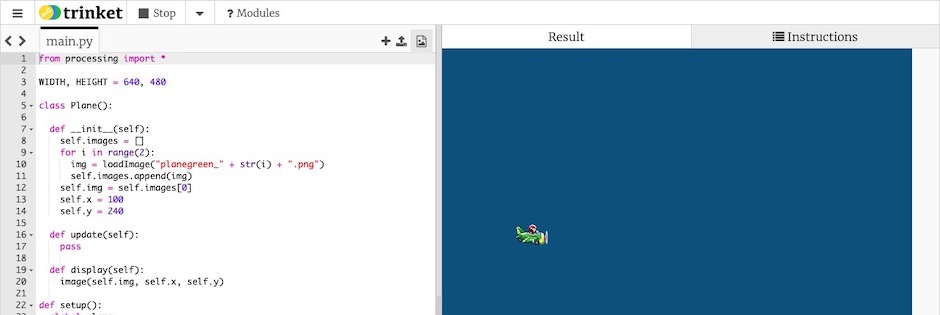 trinket Stop ? Modules
main.py Result Instructions
1 from processing import *
2
3 WIDTH, HEIGHT = 640, 480
4
5 class Plane():
6
7   def __init__(self):
8     self.images = []
9     for i in range(2):
10       img = loadImage("planegreen_" + str(i) + ".png")
11       self.images.append(img)
12     self.img = self.images[0]
13     self.x = 100
14     self.y = 240
15
16   def update(self):
17     pass
18
19   def display(self):
20     image(self.img, self.x, self.y)
21
22 def setup():